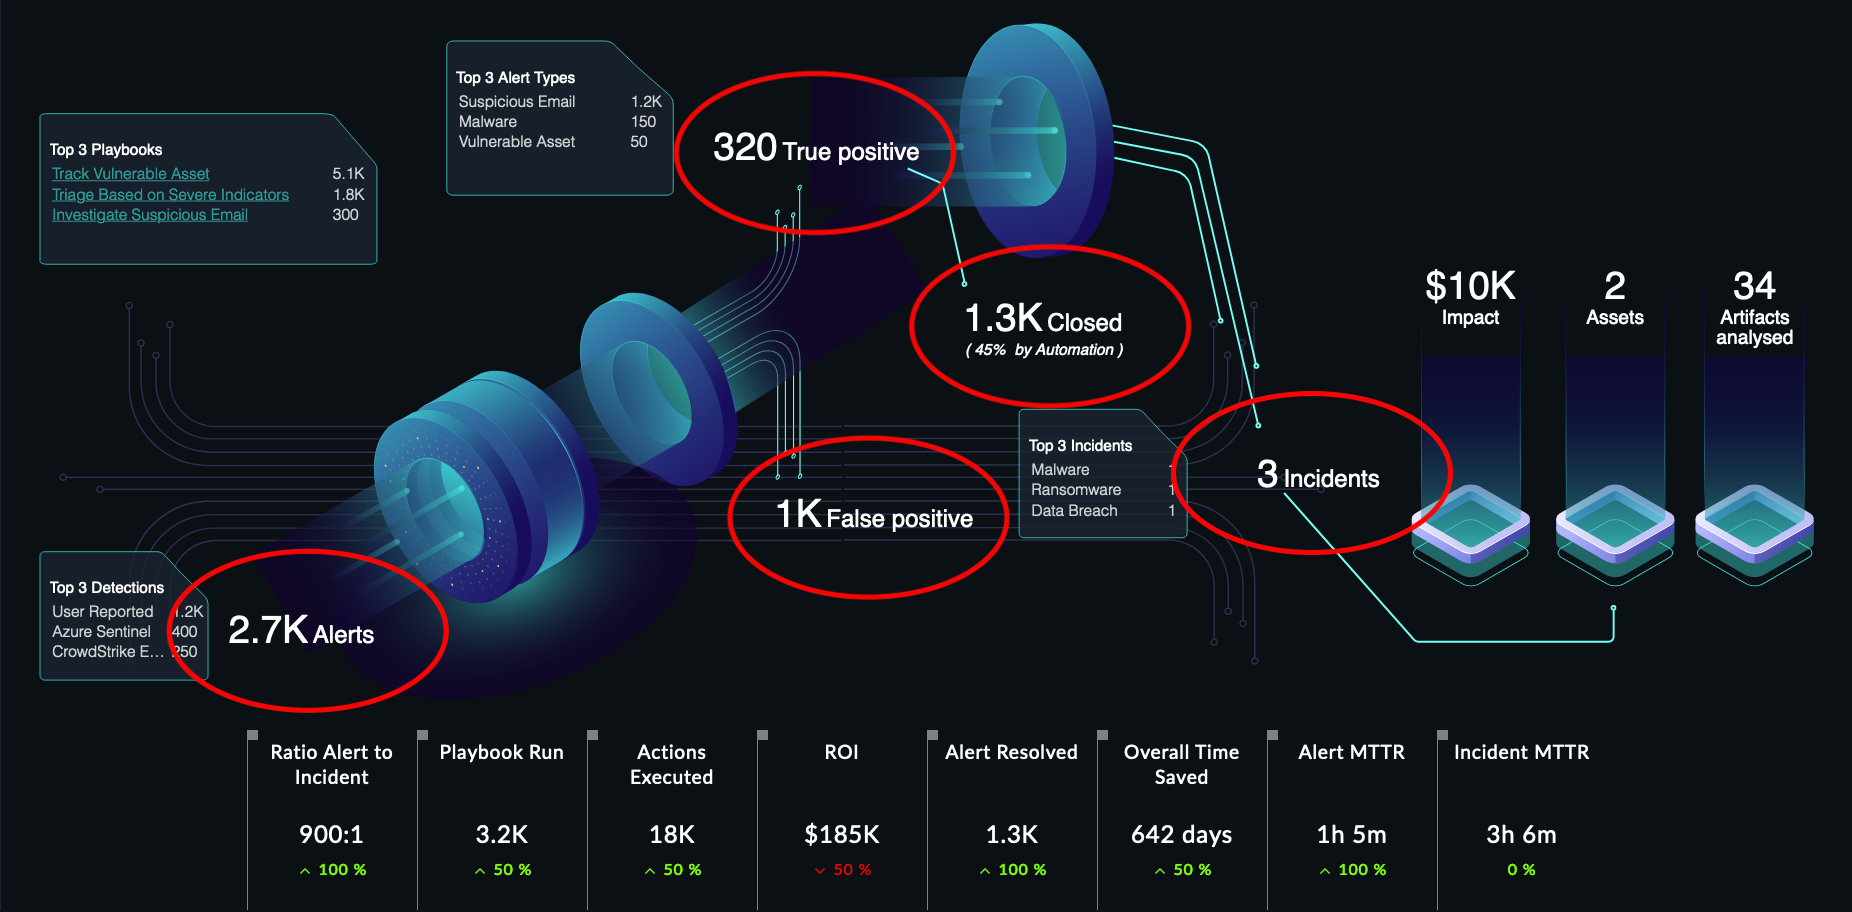 Top 3 Alert Types
Suspicious Email 1.2K
Malware 150
Vulnerable Asset 50
Top 3 Playbooks
Track Vulnerable Asset 5.1K
Triage Based on Severe Indicators 1.8K
Investigate Suspicious Email 300
320 True positive
1.3K Closed
( 45% by Automation )
$10K
Impact
2
Assets
34
Artifacts
analysed
Top 3 Incidents
Malware 1
Ransomware 1
Data Breach 1
3 Incidents
1K False positive
Top 3 Detections
User Reported 1.2K
Azure Sentinel 400
CrowdStrike E... 250
2.7K Alerts
Ratio Alert to
Incident
900:1
100 %
Playbook Run
3.2K
50 %
Actions
Executed
18K
50 %
ROI
$185K
50 %
Alert Resolved
1.3K
100 %
Overall Time
Saved
642 days
50 %
Alert MTTR
1h 5m
100 %
Incident MTTR
3h 6m
0 %